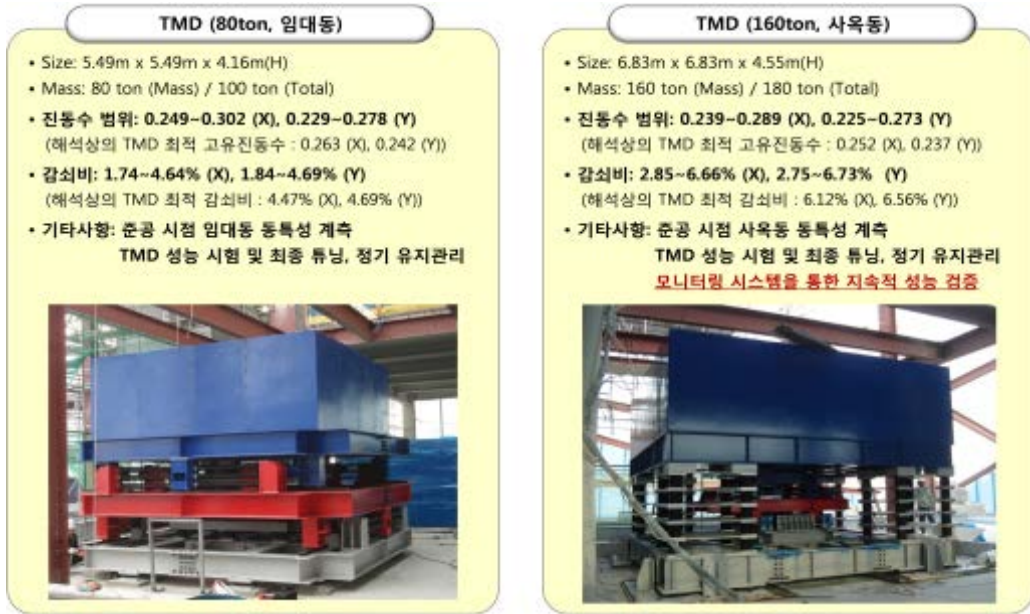 TMD (80ton, 임대동)
• Size: 5.49m x 5.49m x 4.16m(H)
• Mass: 80 ton (Mass) / 100 ton (Total)
• 진동수 범위: 0.249~0.302 (X), 0.229~0.278 (Y)
(해석상의 TMD 최적 고유진동수 : 0.263 (X), 0.242 (Y))
• 감쇠비: 1.74~4.64% (X), 1.84~4.69% (Y)
(해석상의 TMD 최적 감쇠비 : 4.47% (X), 4.69% (Y))
• 기타사항: 준공 시점 임대동 동특성 계측
TMD 성능 시험 및 최종 튜닝, 정기 유지관리
TMD (160ton, 사옥동)
• Size: 6.83m x 6.83m x 4.55m(H)
• Mass: 160 ton (Mass) / 180 ton (Total)
• 진동수 범위: 0.239~0.289 (X), 0.225~0.273 (Y)
(해석상의 TMD 최적 고유진동수 : 0.252 (X), 0.237 (Y))
• 감쇠비: 2.85~6.66% (X), 2.75~6.73% (Y)
(해석상의 TMD 최적 감쇠비 : 6.12% (X), 6.56% (Y))
• 기타사항: 준공 시점 사옥동 동특성 계측
TMD 성능 시험 및 최종 튜닝, 정기 유지관리
모니터링 시스템을 통한 지속적 성능 검증